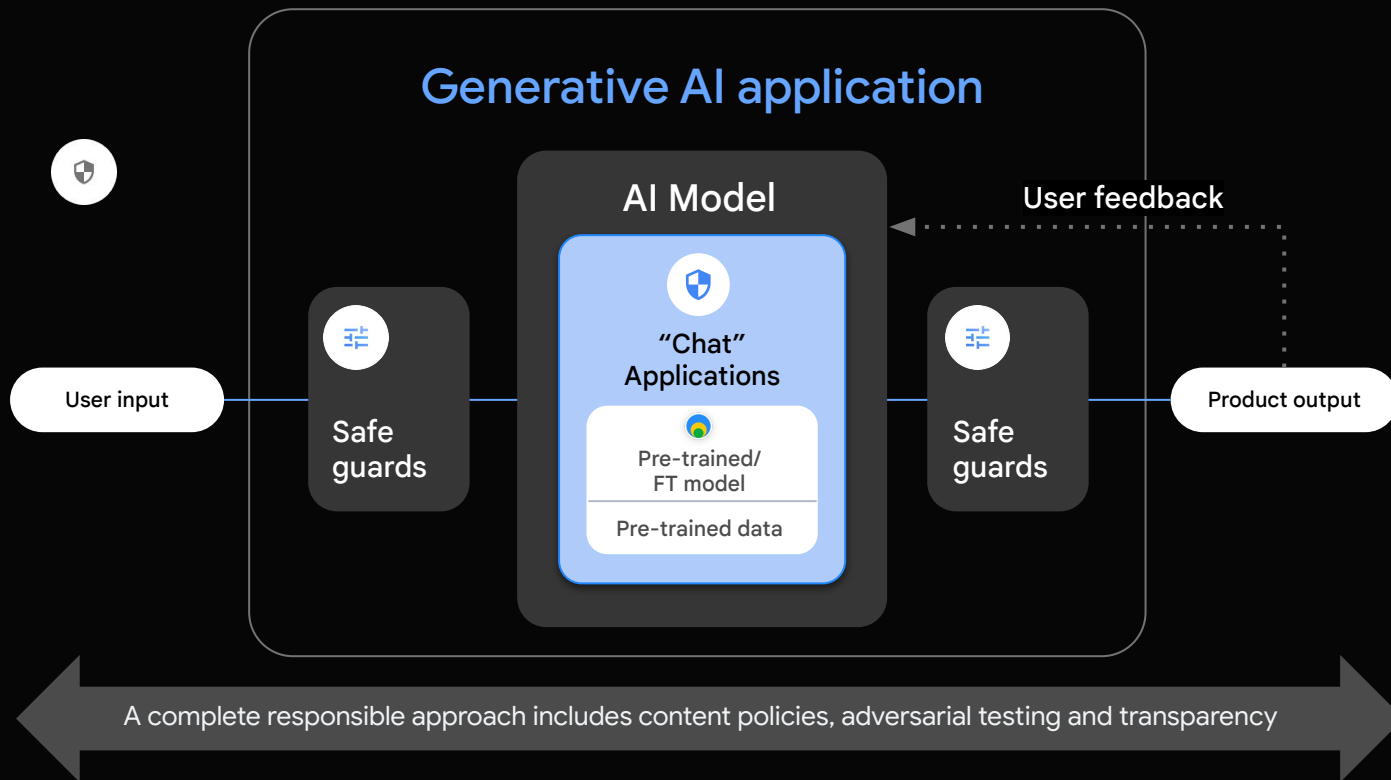 Generative AI application
AI Model
User feedback
“Chat”
Applications
User input
Safe
guards
Pre-trained/
FT model
Pre-trained data
Safe
guards
Product output
A complete responsible approach includes content policies, adversarial testing and transparency